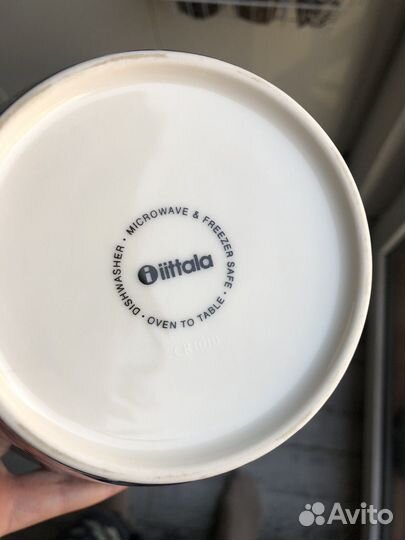 DISHWASHER · MICROWAVE & FREEZER SAFE · OVEN TO TABLE ·
iittala
Avito